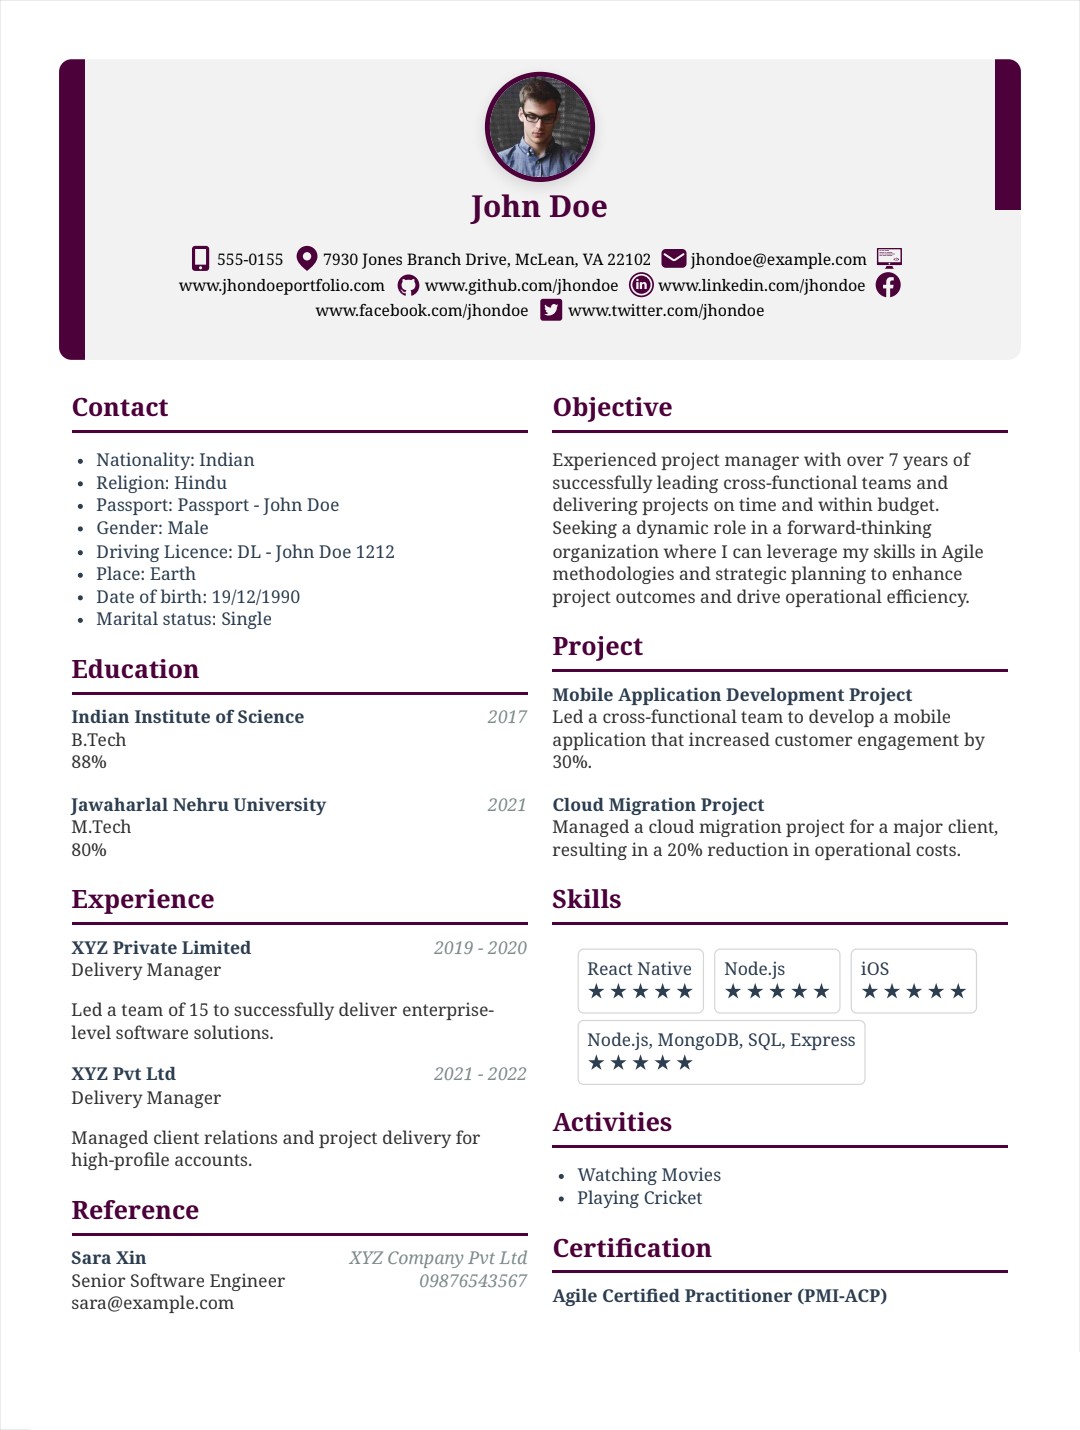 John Doe
555-0155 7930 Jones Branch Drive, McLean, VA 22102 jhondoe@example.com
www.jhondoeportfolio.com www.github.com/jhondoe www.linkedin.com/jhondoe
www.facebook.com/jhondoe www.twitter.com/jhondoe
Contact
• Nationality: Indian
• Religion: Hindu
• Passport: Passport - John Doe
• Gender: Male
• Driving Licence: DL - John Doe 1212
• Place: Earth
• Date of birth: 19/12/1990
• Marital status: Single
Education
Indian Institute of Science 2017
B.Tech
88%
Jawaharlal Nehru University 2021
M.Tech
80%
Experience
XYZ Private Limited 2019 - 2020
Delivery Manager
Led a team of 15 to successfully deliver enterprise-
level software solutions.
XYZ Pvt Ltd 2021 - 2022
Delivery Manager
Managed client relations and project delivery for
high-profile accounts.
Reference
Sara Xin XYZ Company Pvt Ltd
Senior Software Engineer 09876543567
sara@example.com
Objective
Experienced project manager with over 7 years of
successfully leading cross-functional teams and
delivering projects on time and within budget.
Seeking a dynamic role in a forward-thinking
organization where I can leverage my skills in Agile
methodologies and strategic planning to enhance
project outcomes and drive operational efficiency.
Project
Mobile Application Development Project
Led a cross-functional team to develop a mobile
application that increased customer engagement by
30%.
Cloud Migration Project
Managed a cloud migration project for a major client,
resulting in a 20% reduction in operational costs.
Skills
React Native Node.js iOS
★★★★★ ★★★★★ ★★★★★
Node.js, MongoDB, SQL, Express
★★★★★
Activities
• Watching Movies
• Playing Cricket
Certification
Agile Certified Practitioner (PMI-ACP)